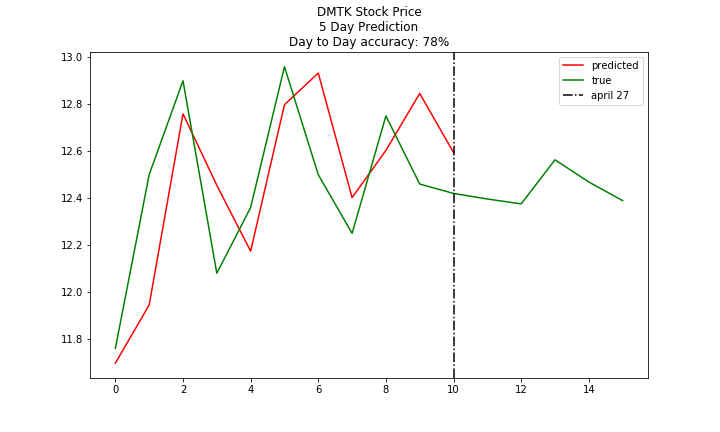 DMTK Stock Price
5 Day Prediction
Day to Day accuracy: 78%
13.0
12.8
12.6
12.4
12.2
12.0
11.8
predicted
true
april 27
0 2 4 6 8 10 12 14